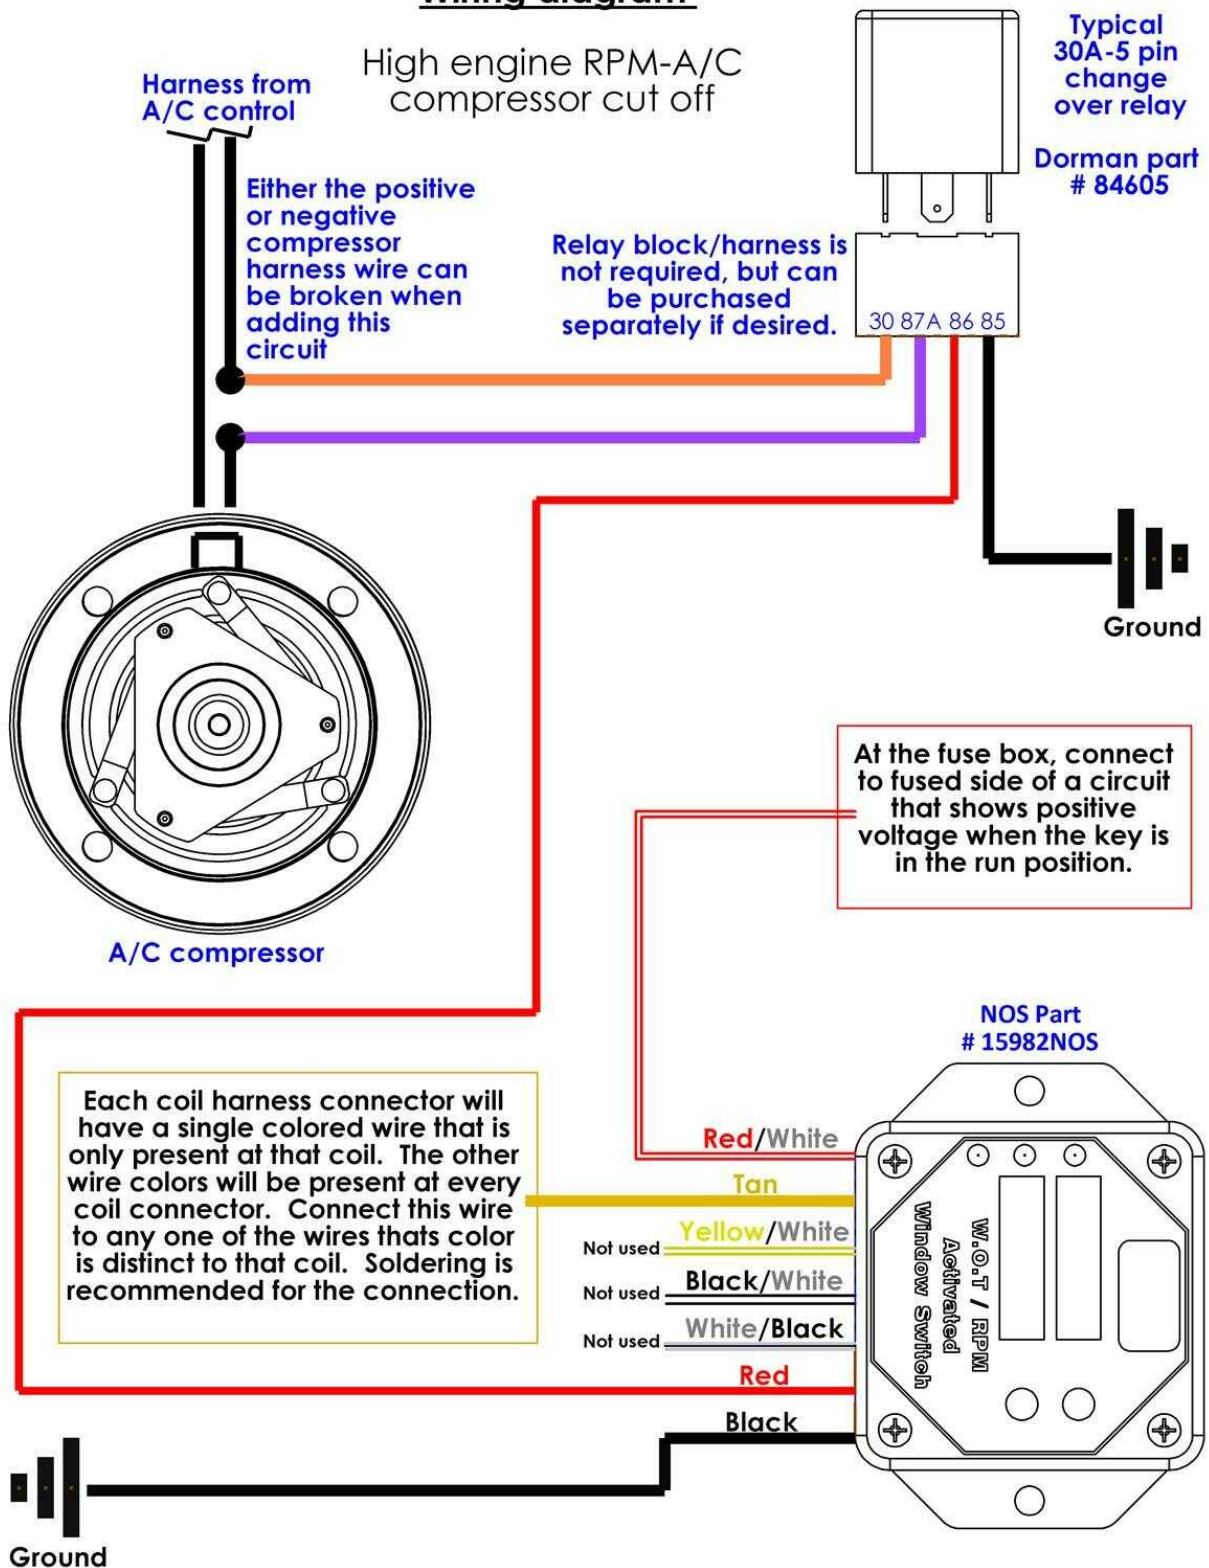 Wiring diagram
High engine RPM-A/C
compressor cut off
Harness from
A/C control
Either the positive
or negative
compressor
harness wire can
be broken when
adding this
circuit
Relay block/harness is
not required, but can
be purchased
separately if desired.
Typical
30A-5 pin
change
over relay
Dorman part
# 84605
30 87A 86 85
Ground
A/C compressor
At the fuse box, connect
to fused side of a circuit
that shows positive
voltage when the key is
in the run position.
NOS Part
# 15982NOS
Each coil harness connector will
have a single colored wire that is
only present at that coil. The other
wire colors will be present at every
coil connector. Connect this wire
to any one of the wires thats color
is distinct to that coil. Soldering is
recommended for the connection.
Red/White
Tan
Yellow/White
Not used
Black/White
Not used
White/Black
Not used
Red
Black
W.O.T / RPM
Activated
Window Switch
Ground